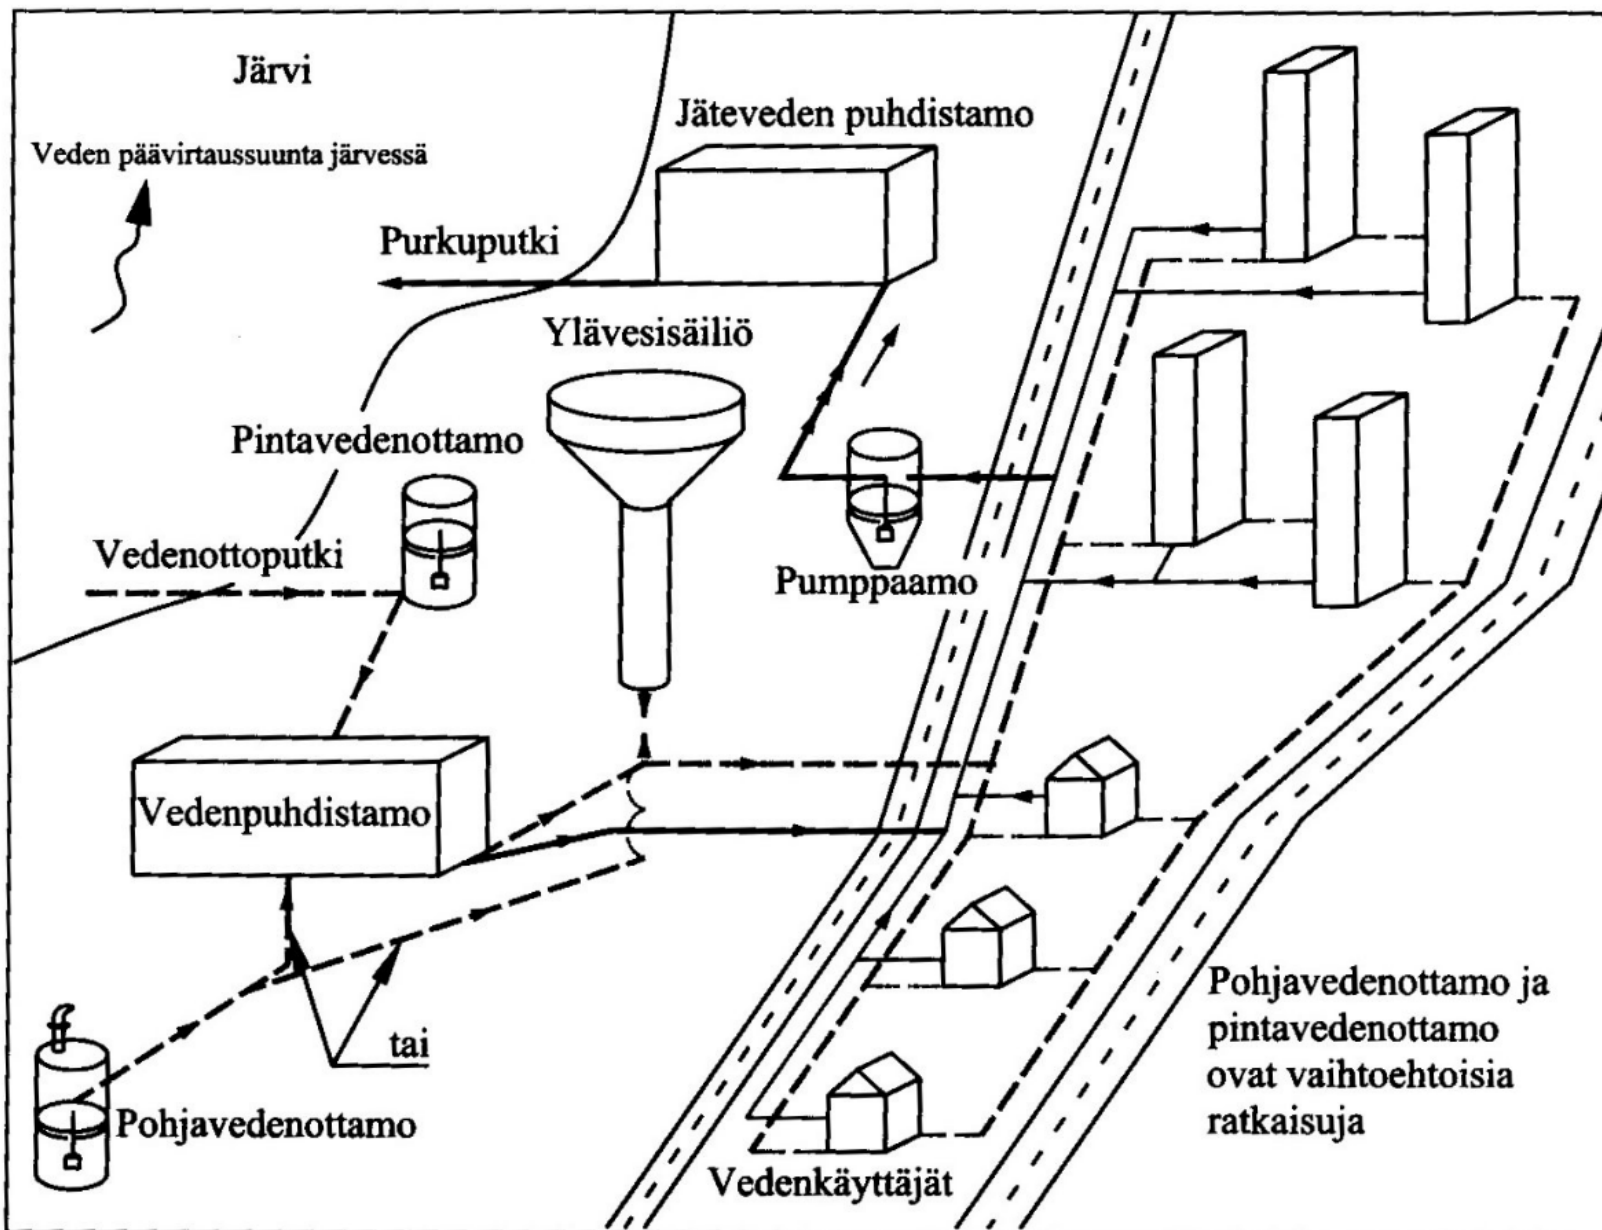 Järvi
Jäteveden puhdistamo
Veden päävirtaussuunta järvessä
Purkuputki
Ylävesisäiliö
Pintavedenottamo
Vedenottoputki
Pumppaamo
Vedenpuhdistamo
tai
Pohjavedenottamo
Vedenkäyttäjät
Pohjavedenottamo ja
pintavedenottamo
ovat vaihtoehtoisia
ratkaisuja